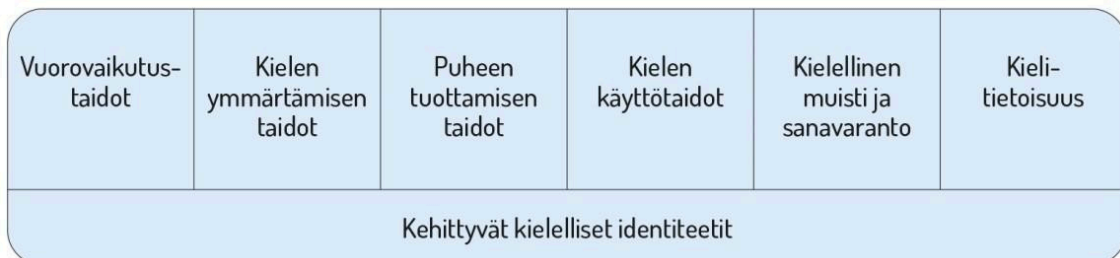 Vuorovaikutus-
taidot
Kielen
ymmärtämisen
taidot
Puheen
tuottamisen
taidot
Kielen
käyttötaidot
Kielellinen
muisti ja
sanavaranto
Kieli-
tietoisuus
Kehittyvät kielelliset identiteetit